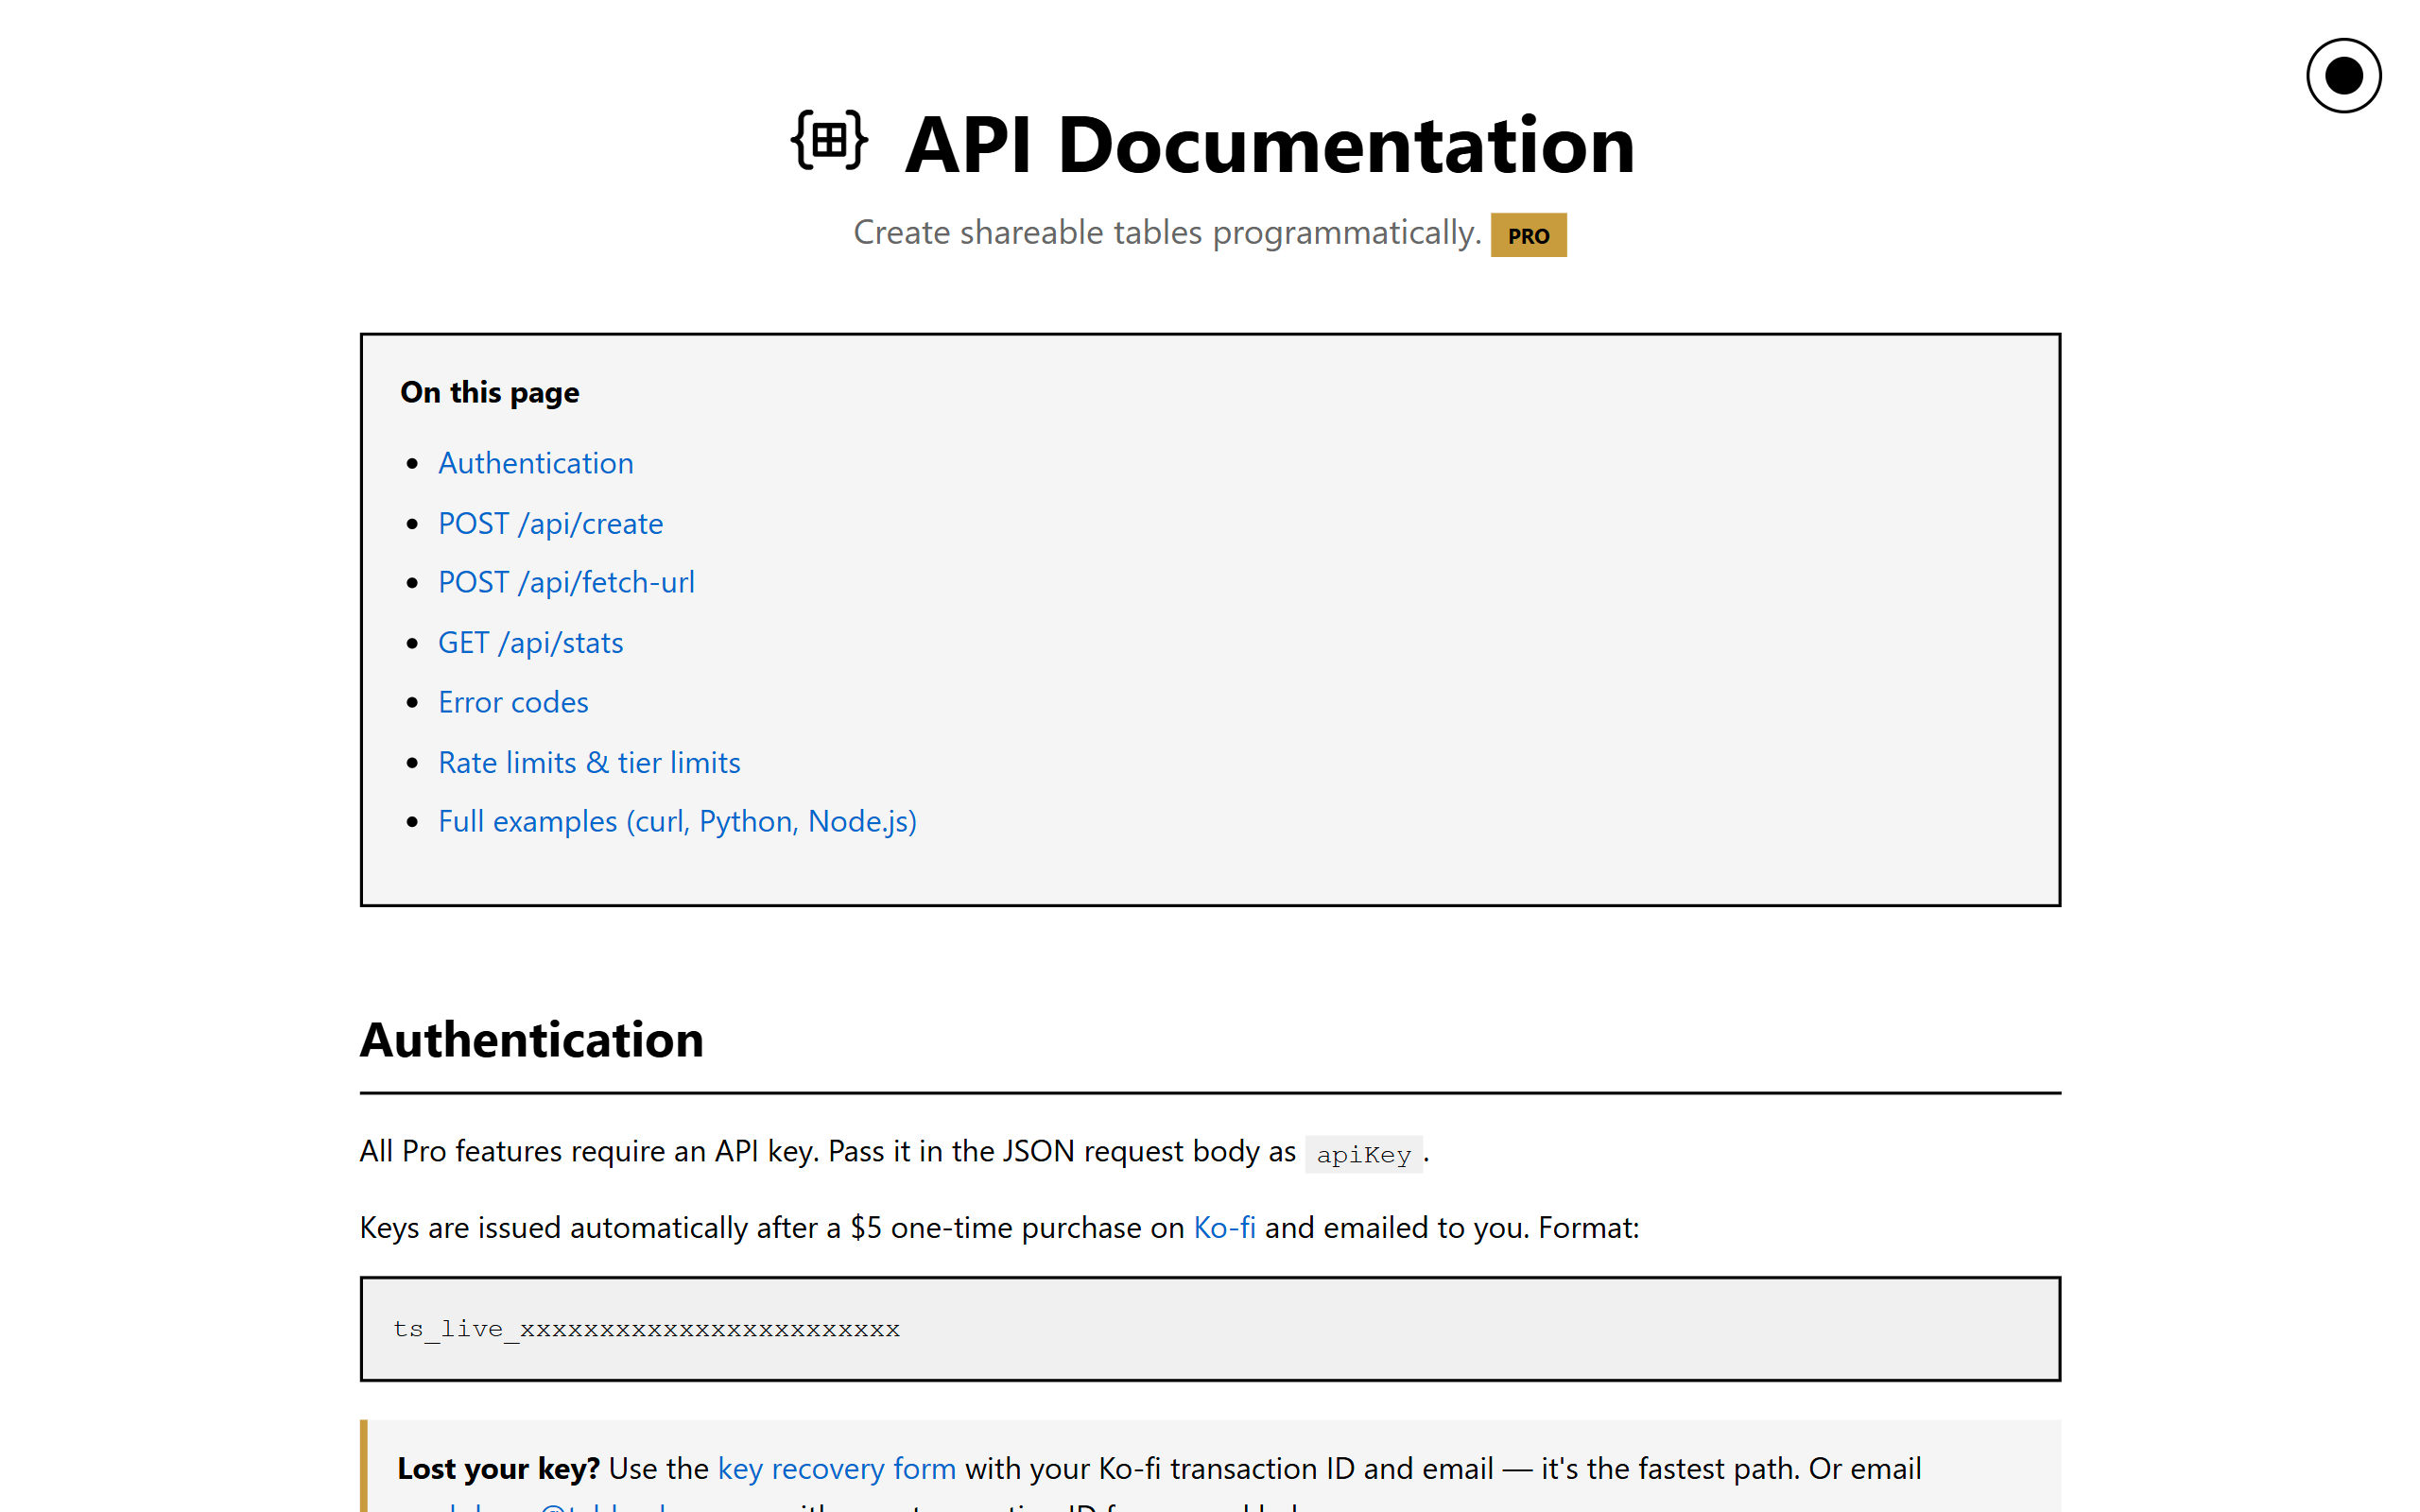 API Documentation
Create shareable tables programmatically. PRO
On this page
Authentication
POST /api/create
POST /api/fetch-url
GET /api/stats
Error codes
Rate limits & tier limits
Full examples (curl, Python, Node.js)
Authentication
All Pro features require an API key. Pass it in the JSON request body as apiKey.
Keys are issued automatically after a $5 one-time purchase on Ko-fi and emailed to you. Format:
ts_live_xxxxxxxxxxxxxxxxxxxxxxxx
Lost your key? Use the key recovery form with your Ko-fi transaction ID and email — it's the fastest path. Or email